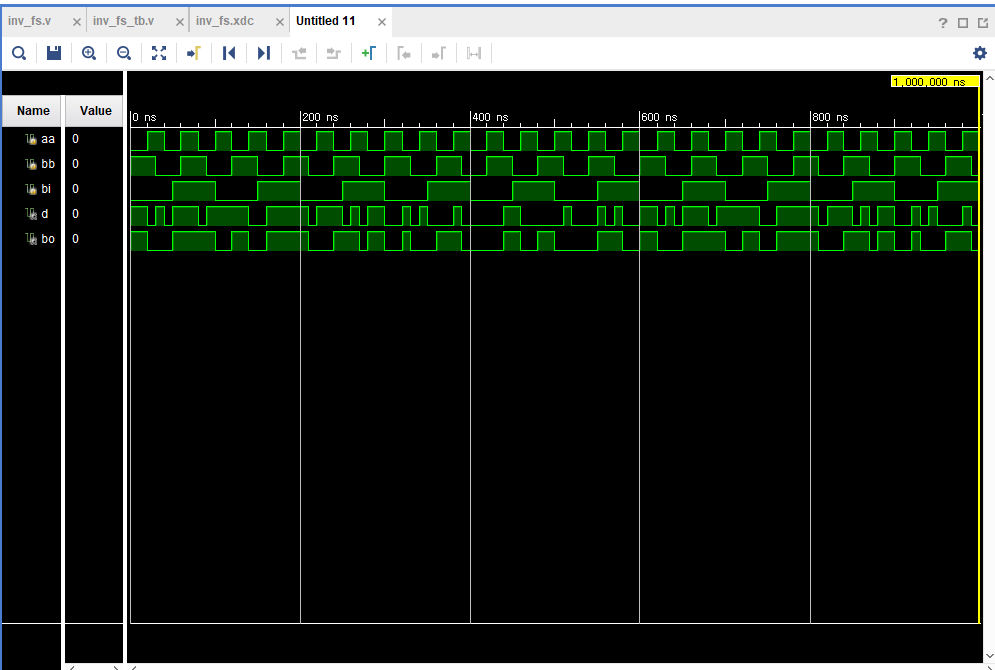 inv_fs.v × inv_fs_tb.v × inv_fs.xdc × Untitled 11 ×
?
1,000,000 ns
Name Value
0 ns 200 ns 400 ns 600 ns 800 ns
aa 0
bb 0
bi 0
d 0
bo 0